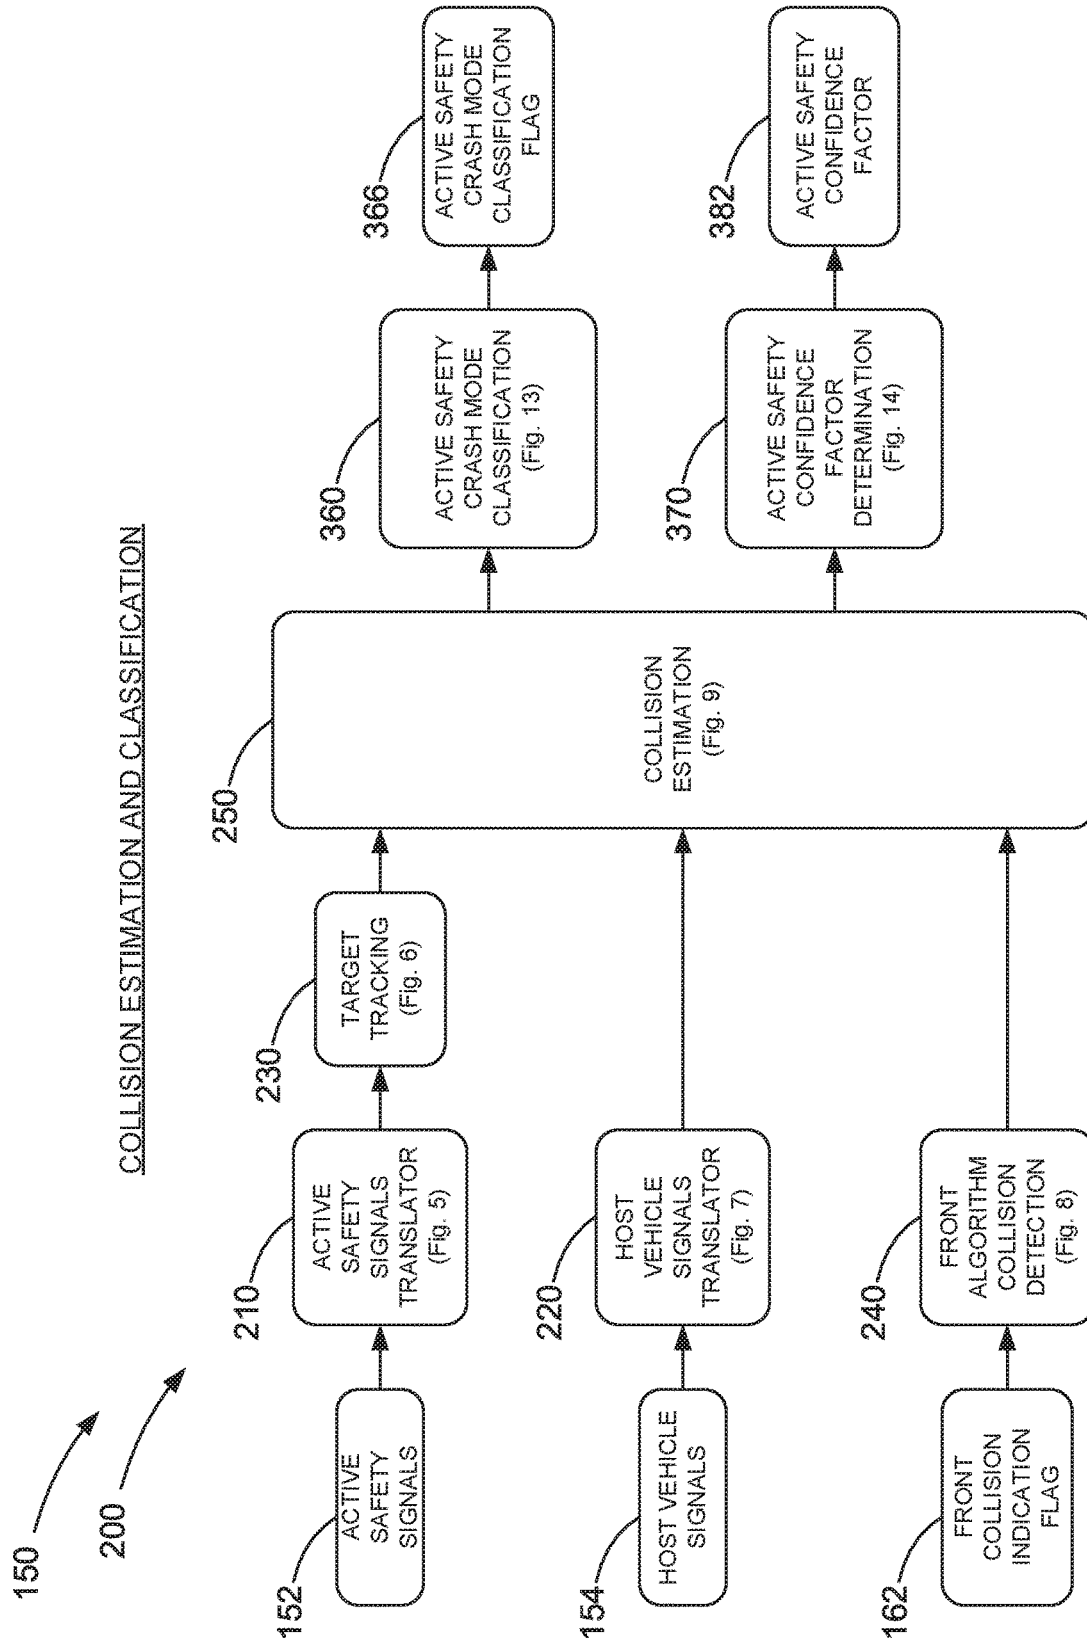 COLLISION ESTIMATION AND CLASSIFICATION
150
200
152
ACTIVE
SAFETY
SIGNALS
210
ACTIVE
SAFETY
SIGNALS
TRANSLATOR
(Fig. 5)
230
TARGET
TRACKING
(Fig. 6)
154
HOST VEHICLE
SIGNALS
220
HOST
VEHICLE
SIGNALS
TRANSLATOR
(Fig. 7)
162
FRONT
COLLISION
INDICATION
FLAG
240
FRONT
ALGORITHM
COLLISION
DETECTION
(Fig. 8)
250
COLLISION
ESTIMATION
(Fig. 9)
360
ACTIVE SAFETY
CRASH MODE
CLASSIFICATION
(Fig. 13)
366
ACTIVE SAFETY
CRASH MODE
CLASSIFICATION
FLAG
370
ACTIVE SAFETY
CONFIDENCE
FACTOR
DETERMINATION
(Fig. 14)
382
ACTIVE SAFETY
CONFIDENCE
FACTOR